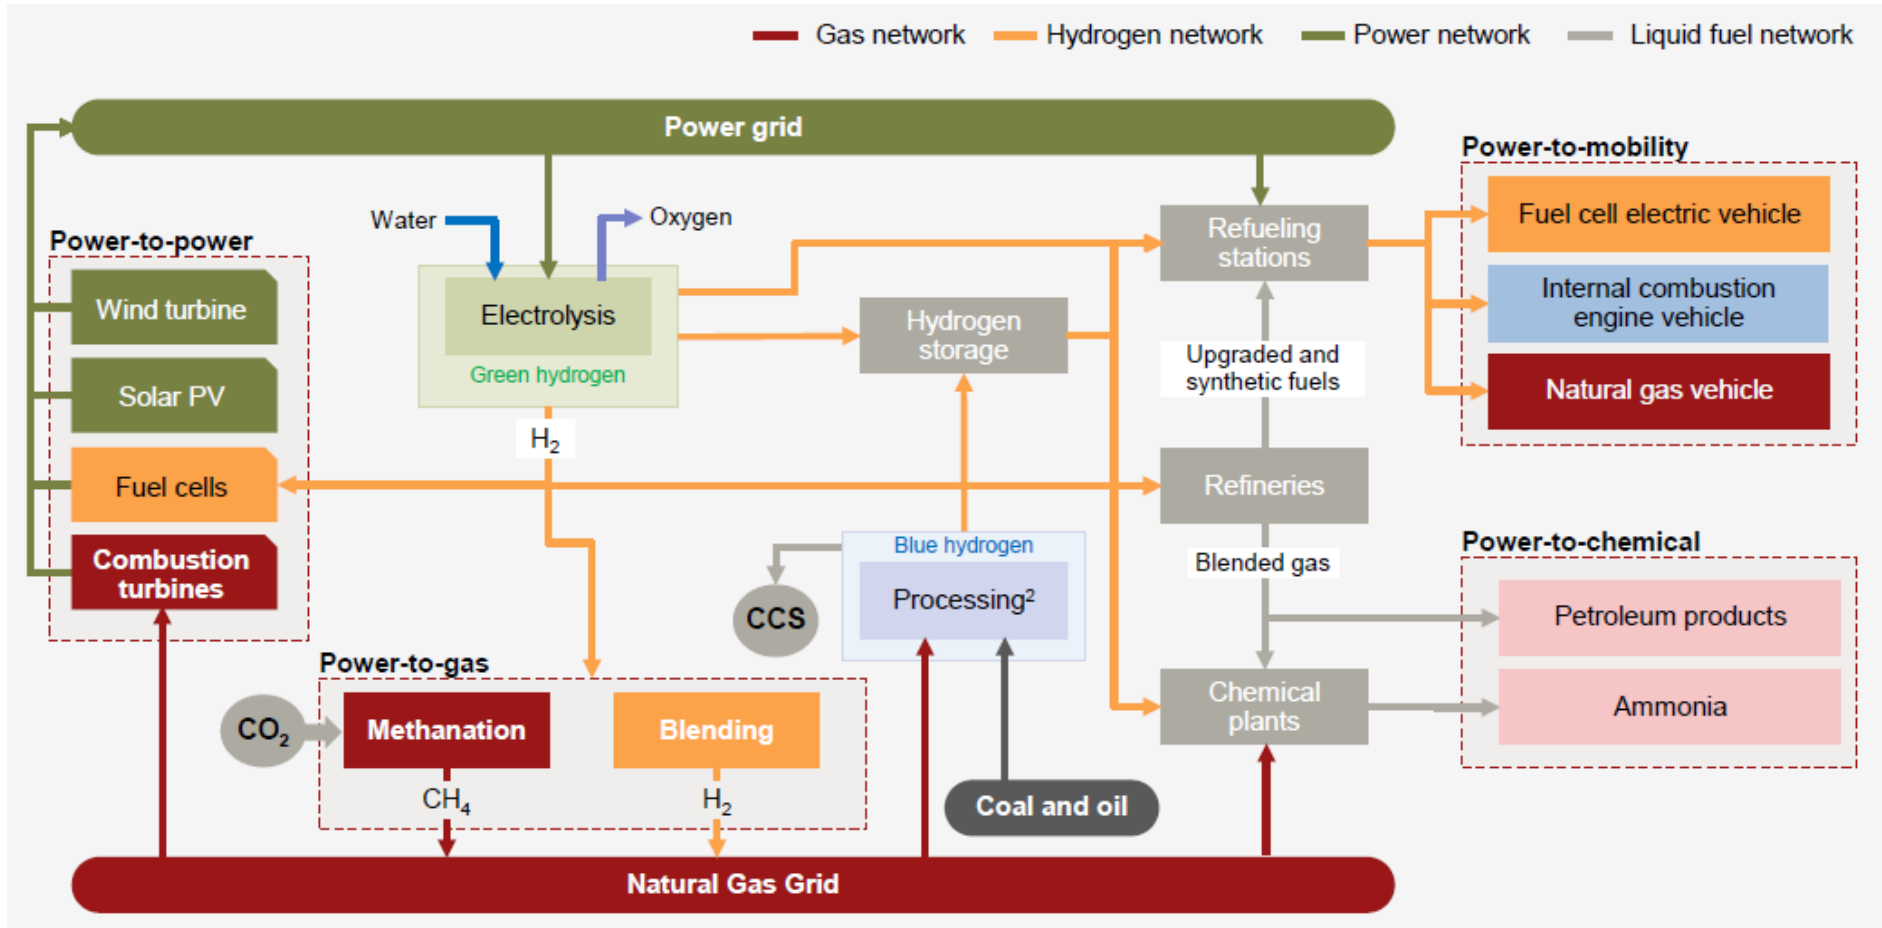 Gas network
Hydrogen network
Power network
Liquid fuel network
Power grid
Power-to-mobility
Fuel cell electric vehicle
Internal combustion
engine vehicle
Natural gas vehicle
Water
Oxygen
Refueling
stations
Power-to-power
Wind turbine
Solar PV
Fuel cells
Combustion
turbines
Electrolysis
Green hydrogen
H₂
Hydrogen
storage
Upgraded and
synthetic fuels
Refineries
Blended gas
Blue hydrogen
Processing²
CCS
Power-to-chemical
Petroleum products
Ammonia
Chemical
plants
Power-to-gas
CO₂
Methanation
Blending
CH₄
H₂
Coal and oil
Natural Gas Grid